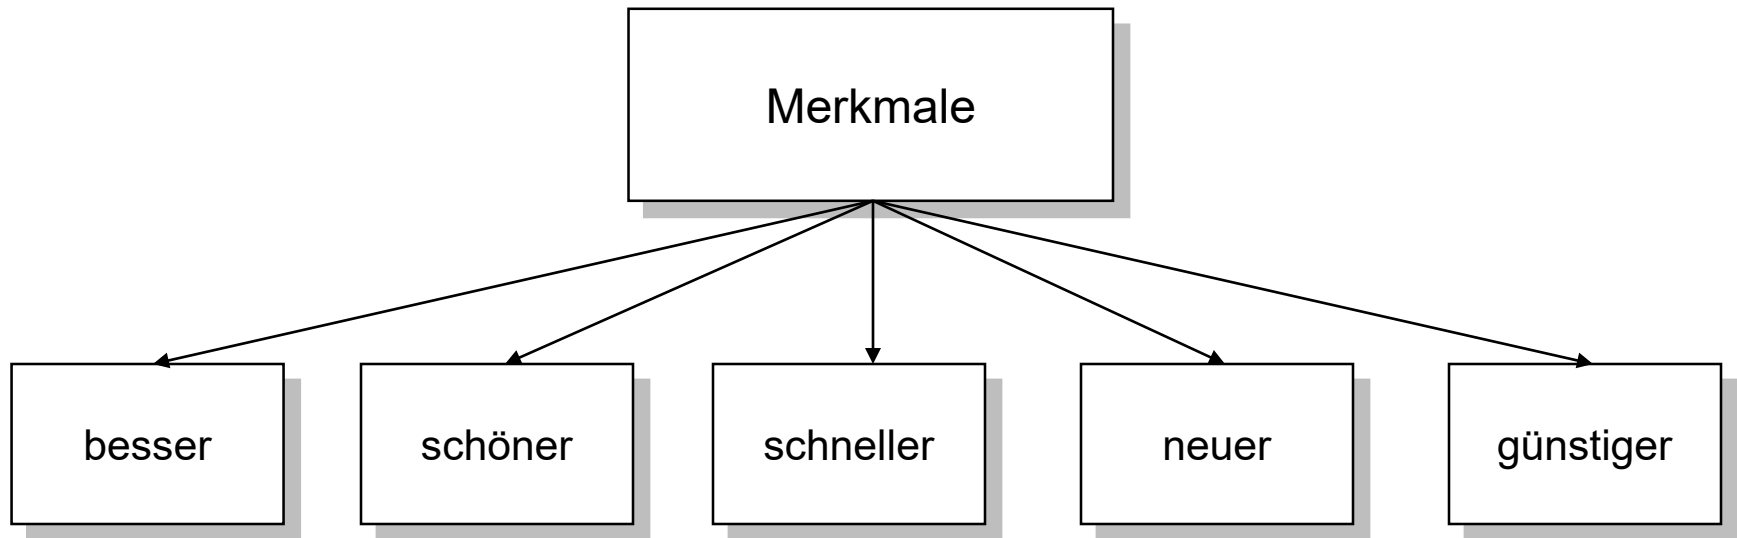 Merkmale
besser
schöner
schneller
neuer
günstiger